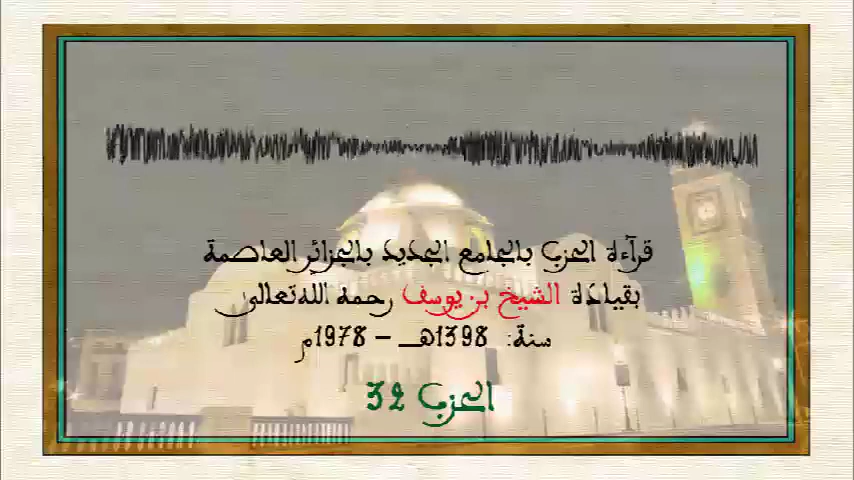 قرآءة الحزب بالجامع الجديد بالجزائر العاصمة
بقيادة الشيخ بن يوسف رحمه الله تعالى
سنة: 1398هـ – 1978م
الحزب 32